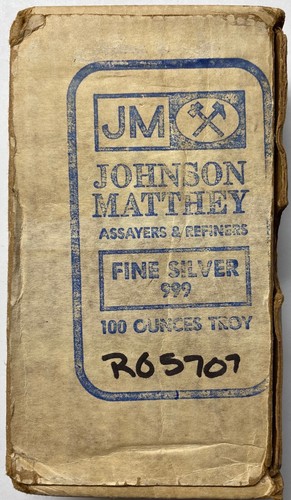 JM
JOHNSON
MATTHEY
ASSAYERS & REFINERS
FINE SILVER
999
100 OUNCES TROY
R65707